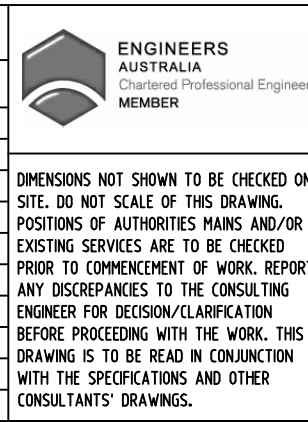 ENGINEERS
AUSTRALIA
Chartered Professional Engineer
MEMBER
DIMENSIONS NOT SHOWN TO BE CHECKED ON
SITE. DO NOT SCALE OF THIS DRAWING.
POSITIONS OF AUTHORITIES MAINS AND/OR
EXISTING SERVICES ARE TO BE CHECKED
PRIOR TO COMMENCEMENT OF WORK. REPORT
ANY DISCREPANCIES TO THE CONSULTING
ENGINEER FOR DECISION/CLARIFICATION
BEFORE PROCEEDING WITH THE WORK. THIS
DRAWING IS TO BE READ IN CONJUNCTION
WITH THE SPECIFICATIONS AND OTHER
CONSULTANTS' DRAWINGS.